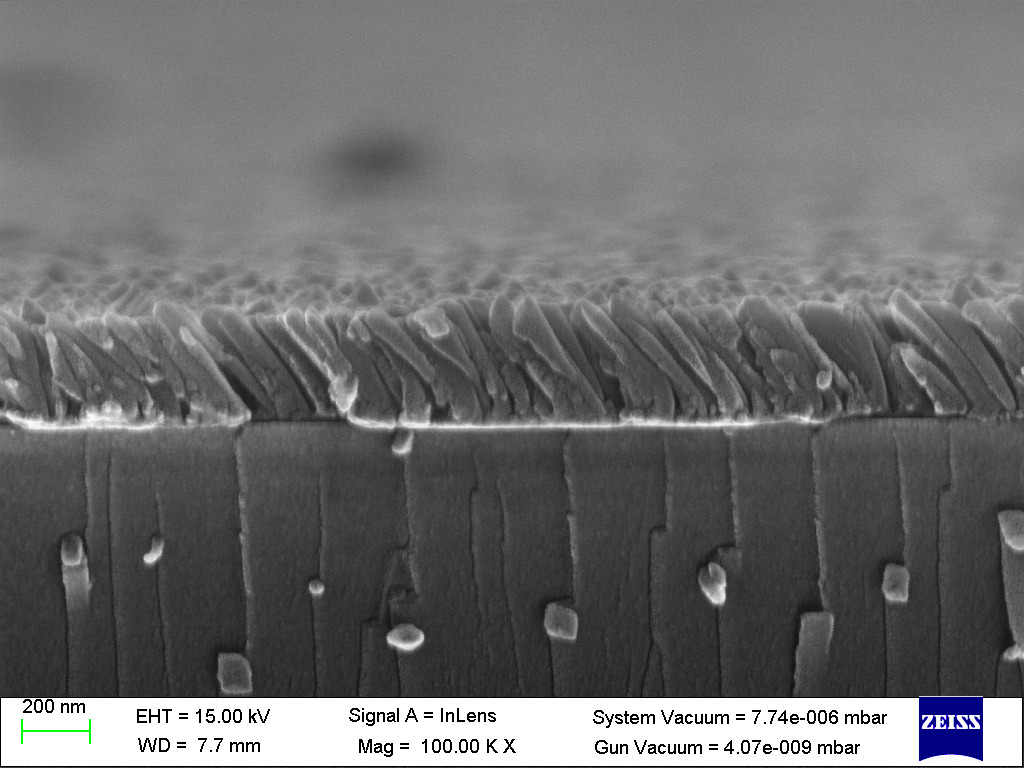 200 nm
EHT = 15.00 kV
Signal A = InLens
System Vacuum = 7.74e-006 mbar
ZEISS
WD = 7.7 mm
Mag = 100.00 K X
Gun Vacuum = 4.07e-009 mbar